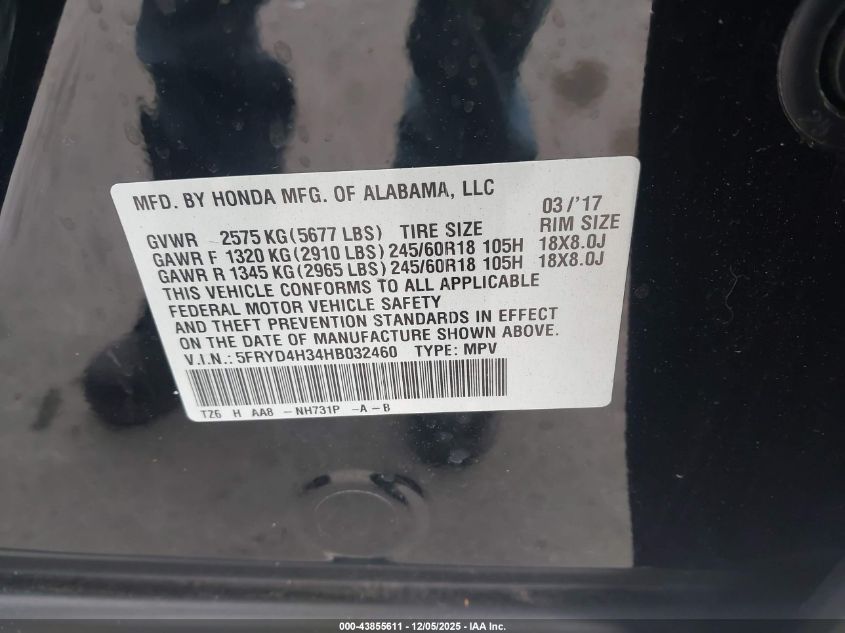 MFD. BY HONDA MFG. OF ALABAMA, LLC 03/'17
GVWR 2575 KG(5677 LBS) TIRE SIZE RIM SIZE
GAWR F 1320 KG(2910 LBS) 245/60R18 105H 18X8.0J
GAWR R 1345 KG(2965 LBS) 245/60R18 105H 18X8.0J
THIS VEHICLE CONFORMS TO ALL APPLICABLE
FEDERAL MOTOR VEHICLE SAFETY
AND THEFT PREVENTION STANDARDS IN EFFECT
ON THE DATE OF MANUFACTURE SHOWN ABOVE.
V.I.N.: 5FRYD4H34HB032460 TYPE: MPV
TZ6 H AA8 -NH731P -A-B
000-43855611 - 12/05/2025 - IAA Inc.